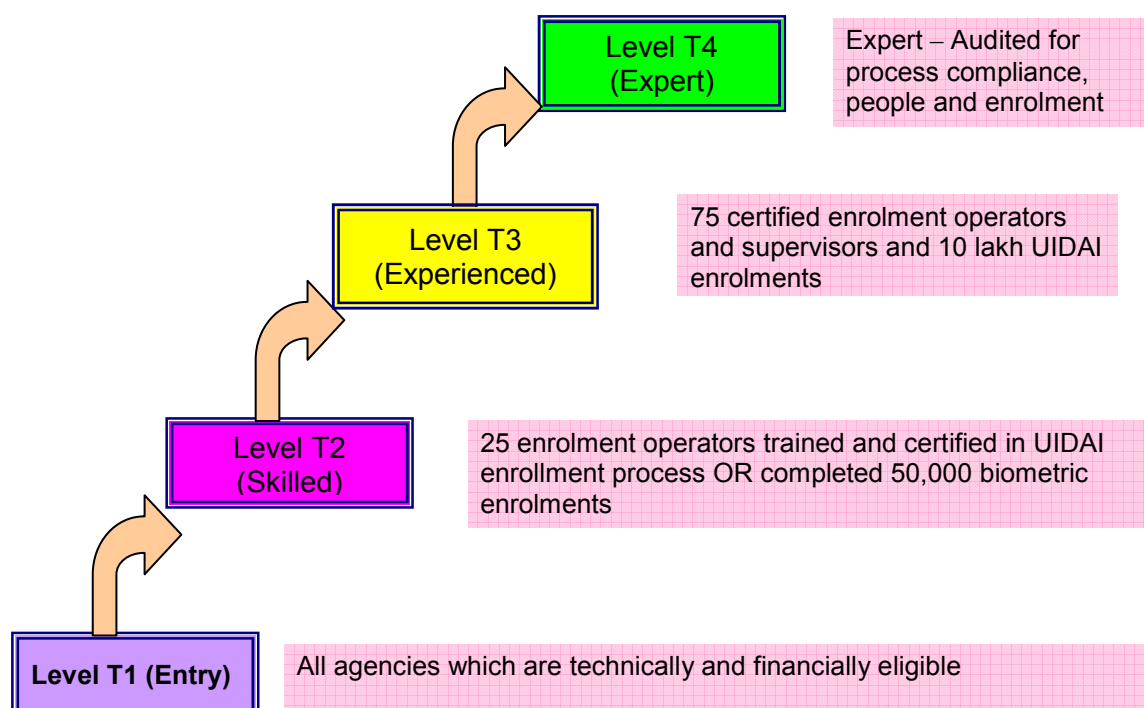 Level T4
(Expert)
Expert – Audited for
process compliance,
people and enrolment
Level T3
(Experienced)
75 certified enrolment operators
and supervisors and 10 lakh UIDAI
enrolments
Level T2
(Skilled)
25 enrolment operators trained and certified in UIDAI
enrollment process OR completed 50,000 biometric
enrolments
Level T1 (Entry)
All agencies which are technically and financially eligible